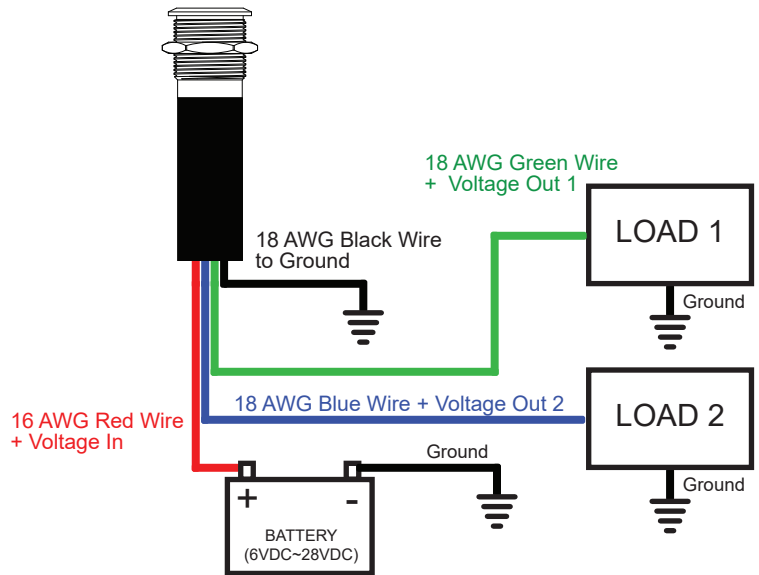 18 AWG Green Wire
+  Voltage Out 1
LOAD 1
18 AWG Black Wire
to Ground
Ground
18 AWG Blue Wire + Voltage Out 2
LOAD 2
16 AWG Red Wire
+ Voltage In
Ground
Ground
+ -
BATTERY
(6VDC~28VDC)